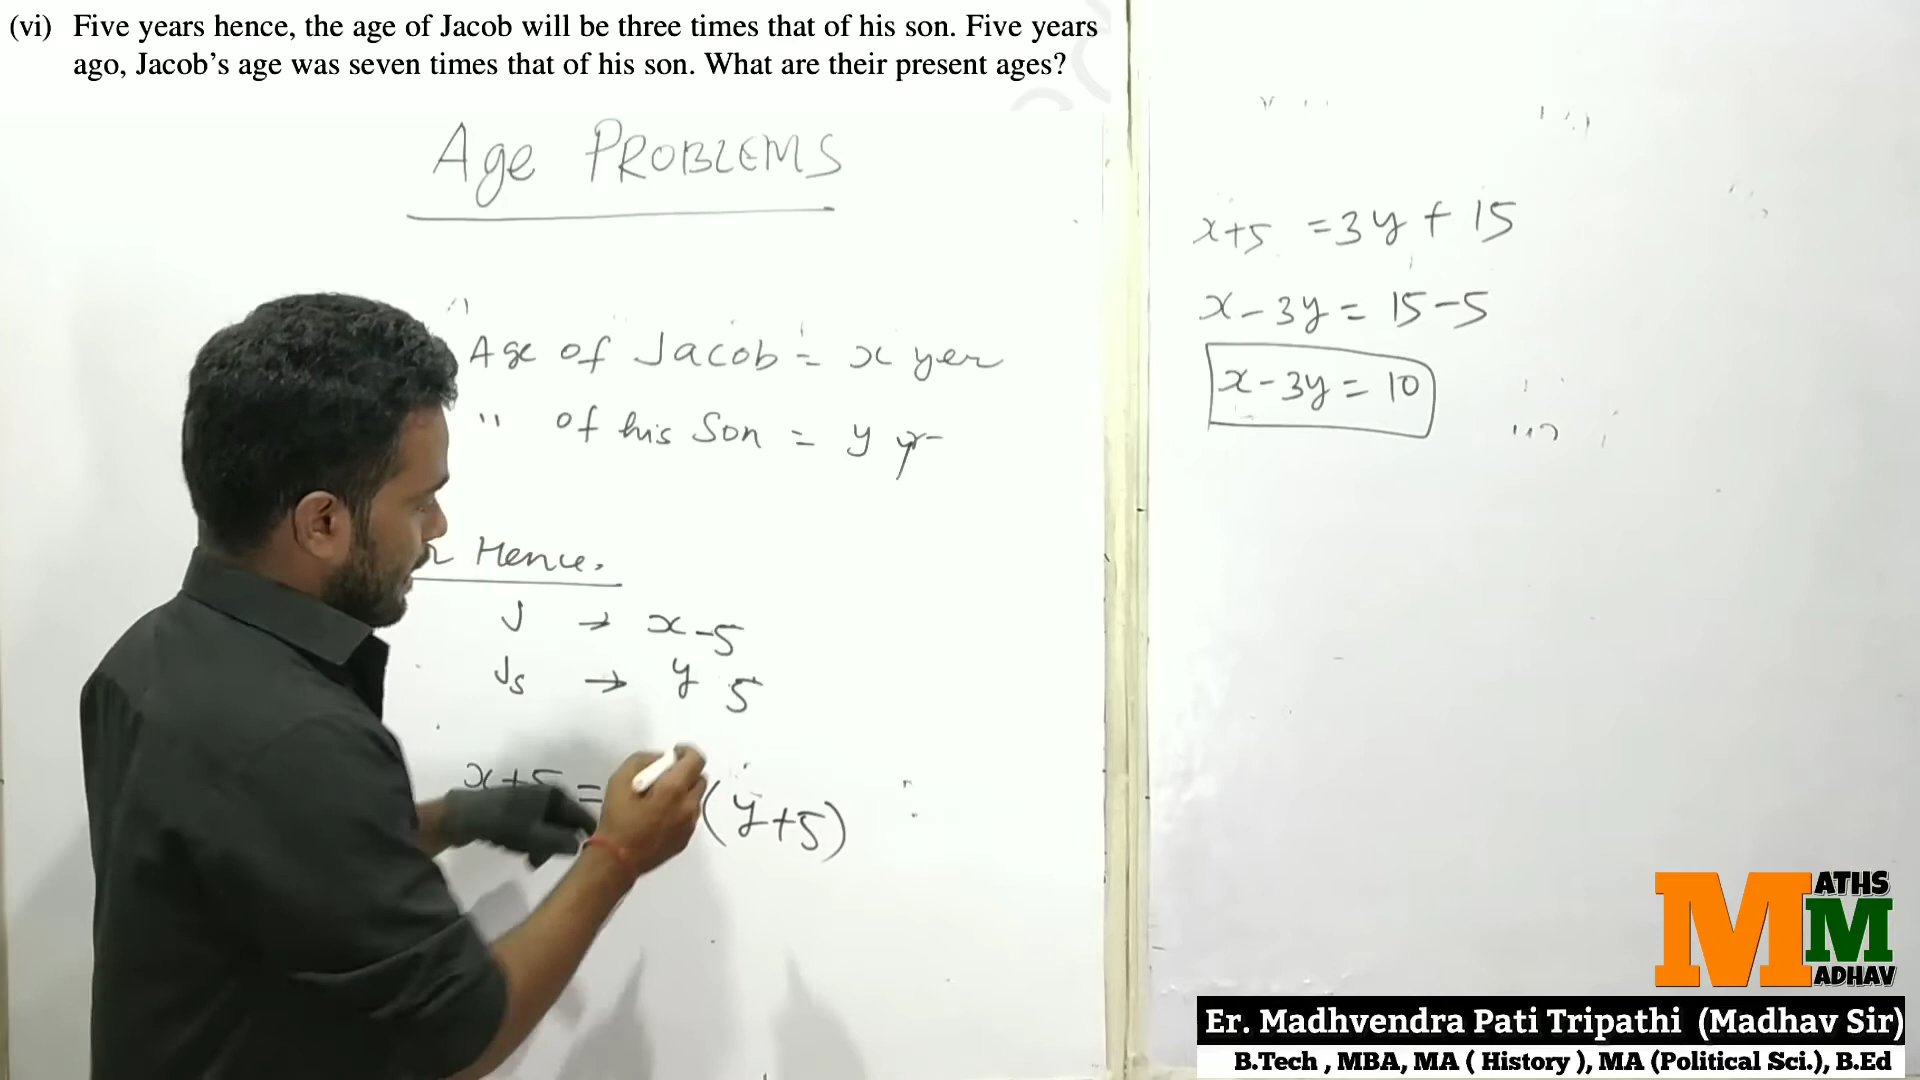 (vi) Five years hence, the age of Jacob will be three times that of his son. Five years
ago, Jacob’s age was seven times that of his son. What are their present ages?
Age PROBLEMS
Age of Jacob = x yer
" of his Son = y yr
Hence.
J → x-5
Js → y 5
x+5 = (y+5)
x+5 = 3y + 15
x - 3y = 15 - 5
x - 3y = 10
MATHS
MADHAV
Er. Madhvendra Pati Tripathi (Madhav Sir)
B.Tech , MBA, MA ( History ), MA (Political Sci.), B.Ed